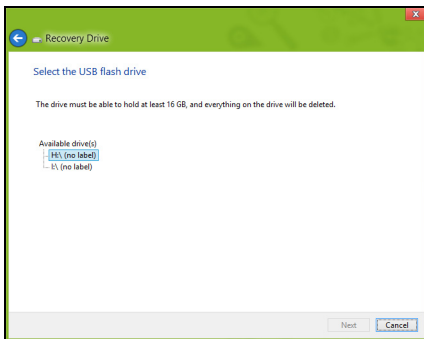 Recovery Drive
Select the USB flash drive
The drive must be able to hold at least 16 GB, and everything on the drive will be deleted.
Available drive(s)
H:\ (no label)
I:\ (no label)
Next
Cancel